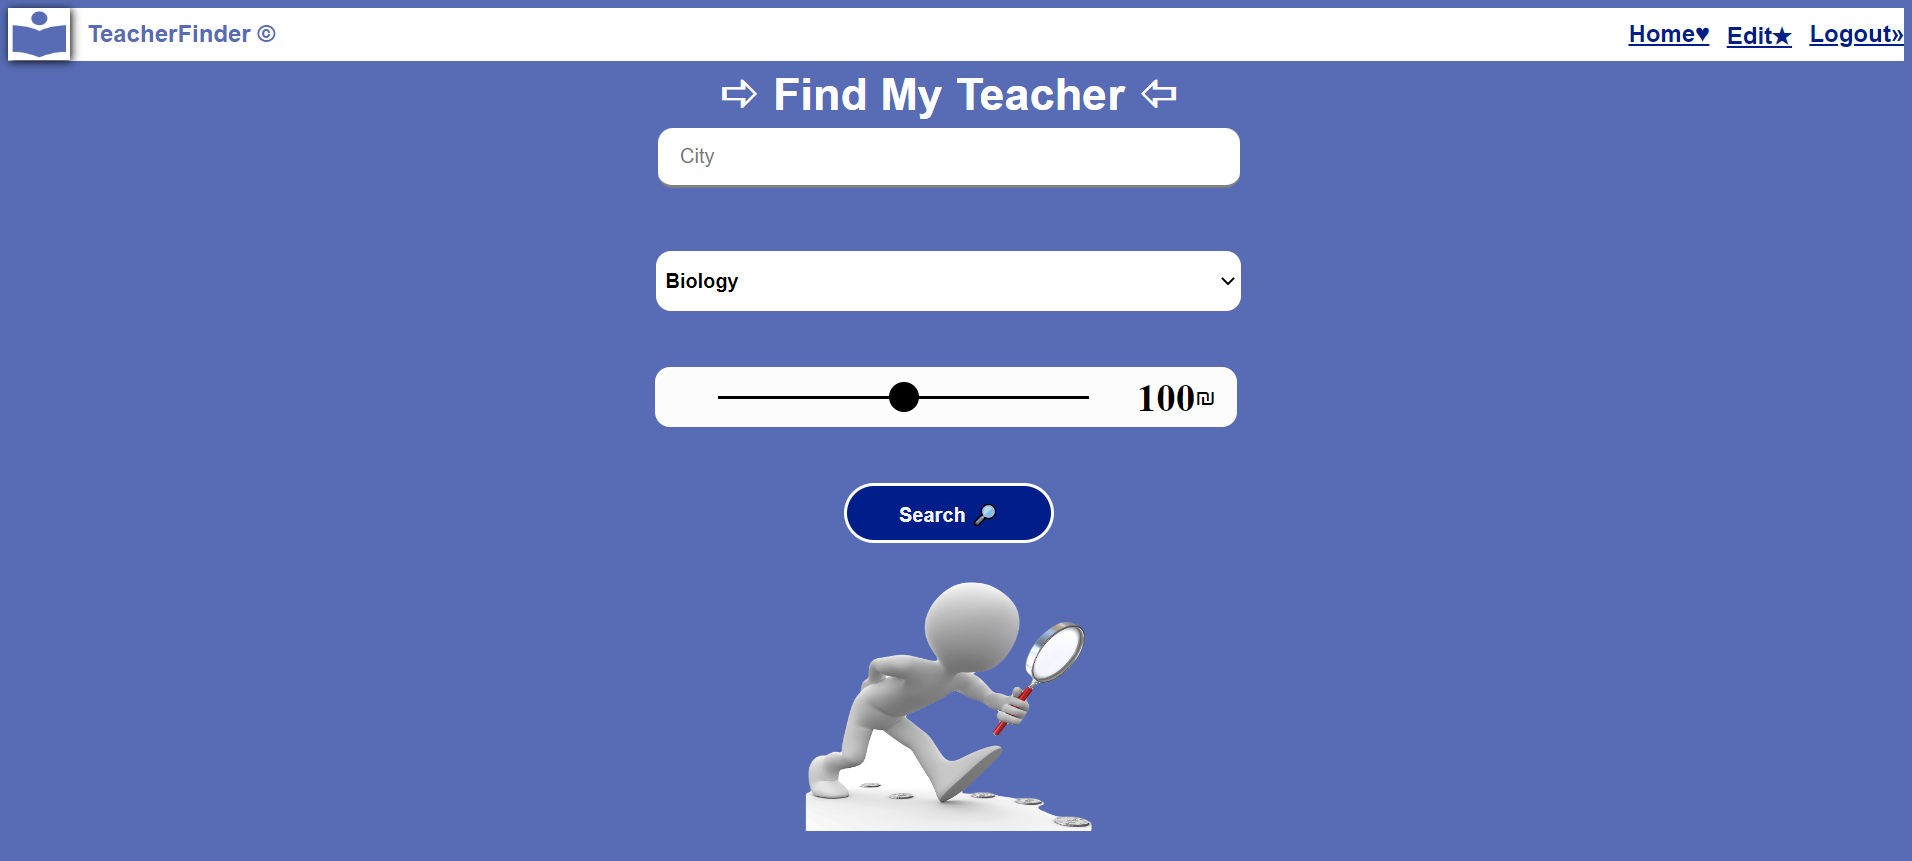 TeacherFinder © Home♥ Edit★ Logout»
➩ Find My Teacher ⇦
City
Biology
100₪
Search 🔎